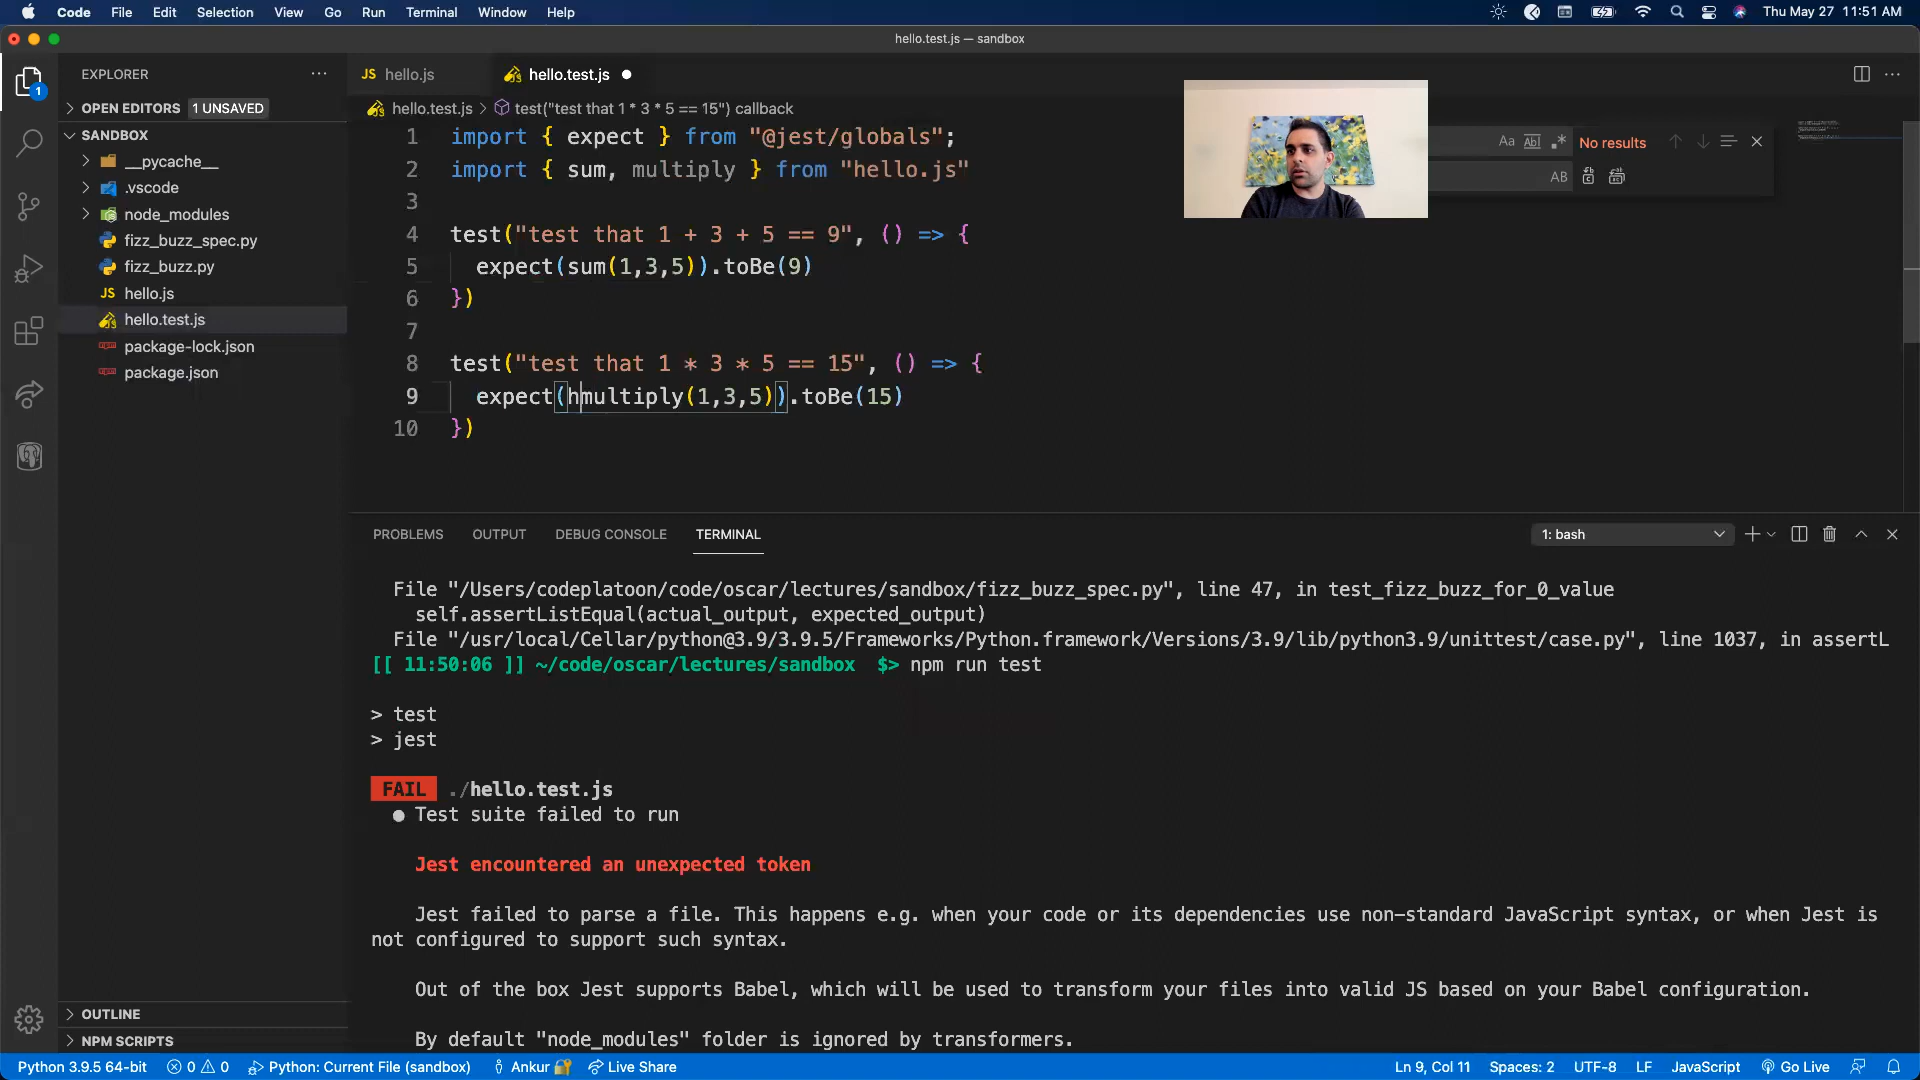 Code File Edit Selection View Go Run Terminal Window Help Thu May 27 11:51 AM
hello.test.js — sandbox
EXPLORER
OPEN EDITORS 1 UNSAVED
SANDBOX
__pycache__
.vscode
node_modules
fizz_buzz_spec.py
fizz_buzz.py
JS hello.js
hello.test.js
package-lock.json
package.json
OUTLINE
NPM SCRIPTS
1
JS hello.js hello.test.js
hello.test.js > test("test that 1 * 3 * 5 == 15") callback
Aa Abl .* No results
AB
1 import { expect } from "@jest/globals";
2 import { sum, multiply } from "hello.js"
3
4 test("test that 1 + 3 + 5 == 9", () => {
5 expect(sum(1,3,5)).toBe(9)
6 })
7
8 test("test that 1 * 3 * 5 == 15", () => {
9 expect(hmultiply(1,3,5)).toBe(15)
10 })
PROBLEMS OUTPUT DEBUG CONSOLE TERMINAL 1: bash
File "/Users/codeplatoon/code/oscar/lectures/sandbox/fizz_buzz_spec.py", line 47, in test_fizz_buzz_for_0_value
self.assertListEqual(actual_output, expected_output)
File "/usr/local/Cellar/python@3.9/3.9.5/Frameworks/Python.framework/Versions/3.9/lib/python3.9/unittest/case.py", line 1037, in assertL
[[ 11:50:06 ]] ~/code/oscar/lectures/sandbox $> npm run test
> test
> jest
FAIL ./hello.test.js
● Test suite failed to run
Jest encountered an unexpected token
Jest failed to parse a file. This happens e.g. when your code or its dependencies use non-standard JavaScript syntax, or when Jest is
not configured to support such syntax.
Out of the box Jest supports Babel, which will be used to transform your files into valid JS based on your Babel configuration.
By default "node_modules" folder is ignored by transformers.
Python 3.9.5 64-bit 0 0 Python: Current File (sandbox) Ankur Live Share Ln 9, Col 11 Spaces: 2 UTF-8 LF JavaScript Go Live